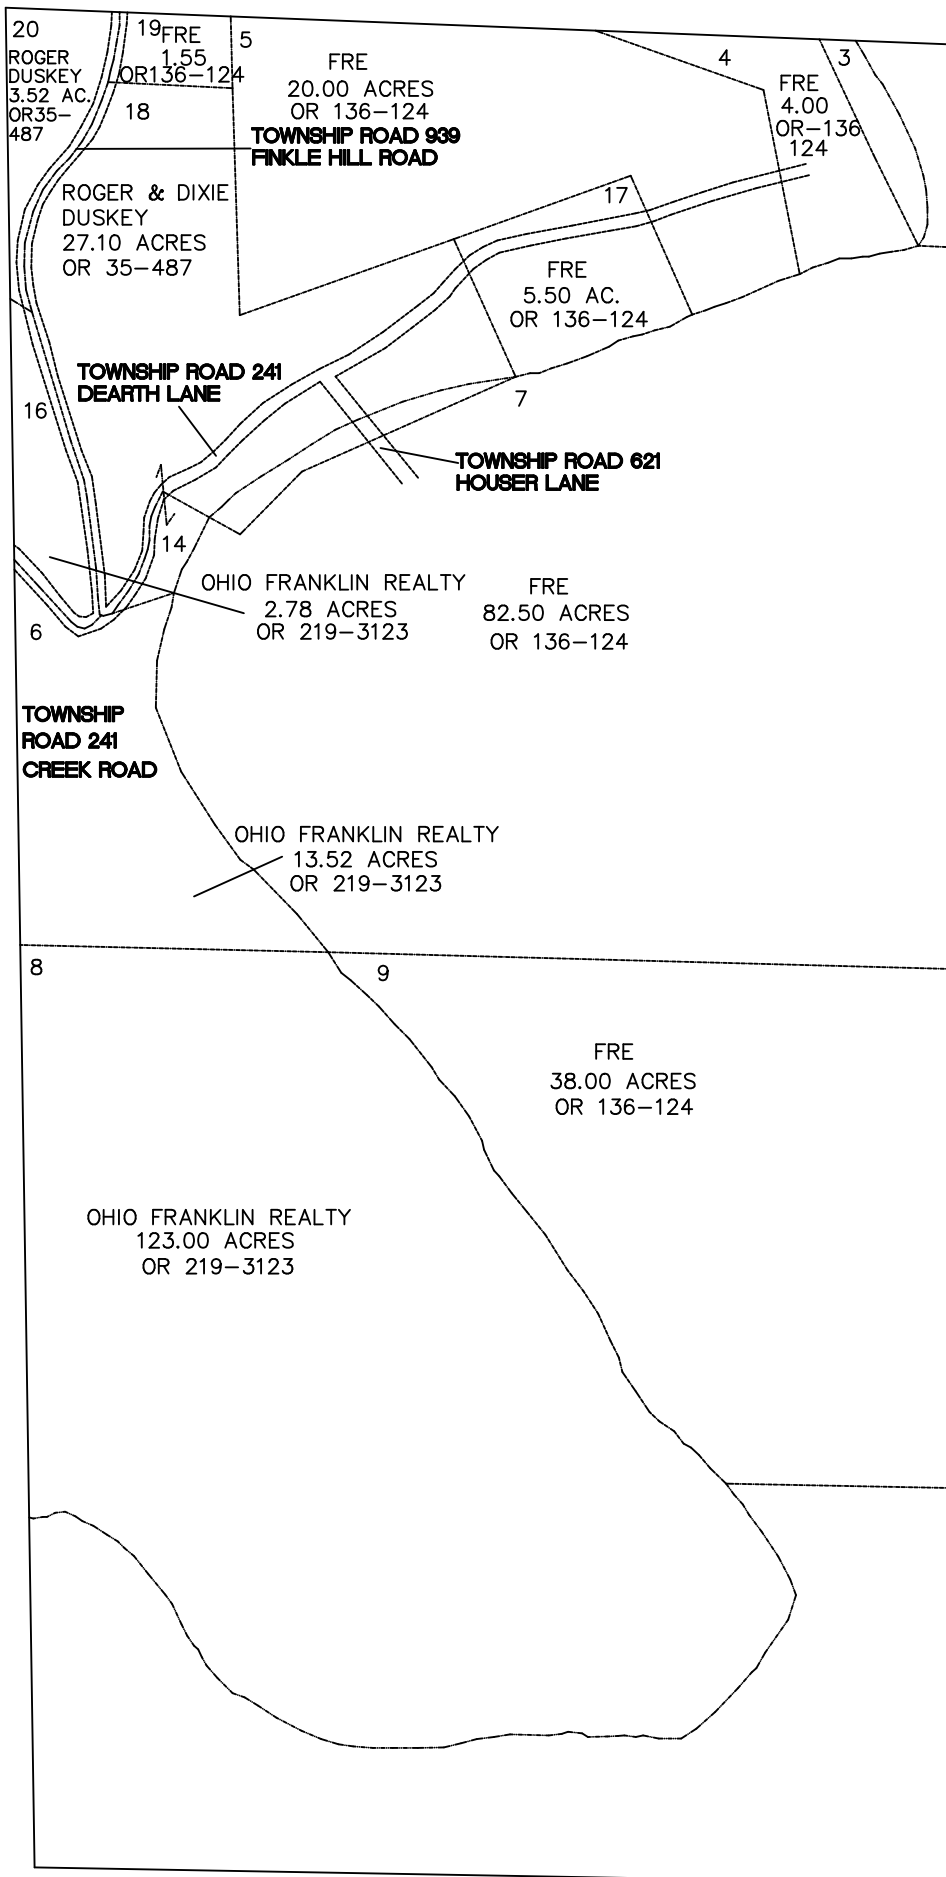 20
ROGER
DUSKEY
3.52 AC.
OR35-
487
19
FRE
1.55
OR136-124
18
5
FRE
20.00 ACRES
OR 136-124
4
3
FRE
4.00
OR-136
124
TOWNSHIP ROAD 939
FINKLE HILL ROAD
ROGER & DIXIE
DUSKEY
27.10 ACRES
OR 35-487
17
FRE
5.50 AC.
OR 136-124
TOWNSHIP ROAD 241
DEARTH LANE
16
7
TOWNSHIP ROAD 621
HOUSER LANE
14
OHIO FRANKLIN REALTY
2.78 ACRES
OR 219-3123
FRE
82.50 ACRES
OR 136-124
6
TOWNSHIP
ROAD 241
CREEK ROAD
OHIO FRANKLIN REALTY
13.52 ACRES
OR 219-3123
8
9
FRE
38.00 ACRES
OR 136-124
OHIO FRANKLIN REALTY
123.00 ACRES
OR 219-3123